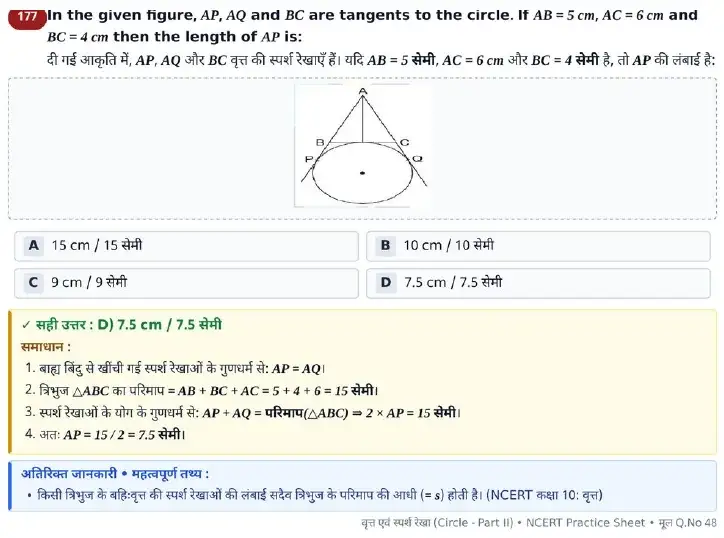 177 In the given figure, AP, AQ and BC are tangents to the circle. If AB = 5 cm, AC = 6 cm and
BC = 4 cm then the length of AP is:
दी गई आकृति में, AP, AQ और BC वृत्त की स्पर्श रेखाएँ हैं। यदि AB = 5 सेमी, AC = 6 cm और BC = 4 सेमी है, तो AP की लंबाई है:
A
B C
P Q
A 15 cm / 15 सेमी
B 10 cm / 10 सेमी
C 9 cm / 9 सेमी
D 7.5 cm / 7.5 सेमी
✓ सही उत्तर : D) 7.5 cm / 7.5 सेमी
समाधान :
1. बाह्य बिंदु से खींची गई स्पर्श रेखाओं के गुणधर्म से: AP = AQ।
2. त्रिभुज △ABC का परिमाप = AB + BC + AC = 5 + 4 + 6 = 15 सेमी।
3. स्पर्श रेखाओं के योग के गुणधर्म से: AP + AQ = परिमाप(△ABC) ⇒ 2 × AP = 15 सेमी।
4. अतः AP = 15 / 2 = 7.5 सेमी।
अतिरिक्त जानकारी • महत्वपूर्ण तथ्य :
• किसी त्रिभुज के बहिःवृत्त की स्पर्श रेखाओं की लंबाई सदैव त्रिभुज के परिमाप की आधी (= s) होती है। (NCERT कक्षा 10: वृत्त)
वृत्त एवं स्पर्श रेखा (Circle - Part II) • NCERT Practice Sheet • मूल Q.No 48